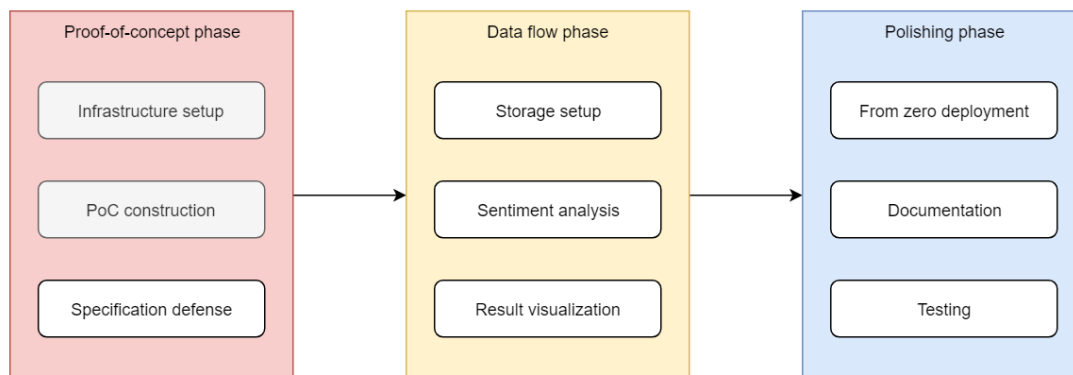 Proof-of-concept phase
Infrastructure setup
PoC construction
Specification defense
Data flow phase
Storage setup
Sentiment analysis
Result visualization
Polishing phase
From zero deployment
Documentation
Testing